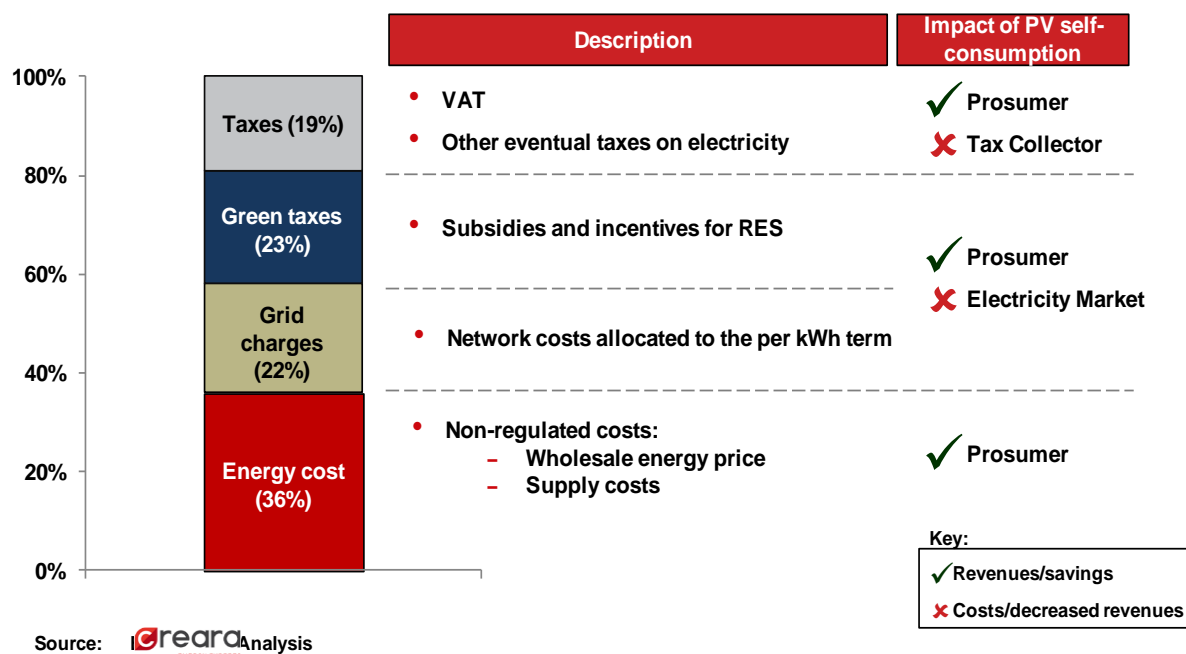 Description
Impact of PV self-
consumption
100%
80%
60%
40%
20%
0%
Taxes (19%)
Green taxes
(23%)
Grid
charges
(22%)
Energy cost
(36%)
• VAT
• Other eventual taxes on electricity
✓ Prosumer
✘ Tax Collector
• Subsidies and incentives for RES
• Network costs allocated to the per kWh term
✓ Prosumer
✘ Electricity Market
• Non-regulated costs:
– Wholesale energy price
– Supply costs
✓ Prosumer
Key:
✓ Revenues/savings
✘ Costs/decreased revenues
Source: creara Analysis